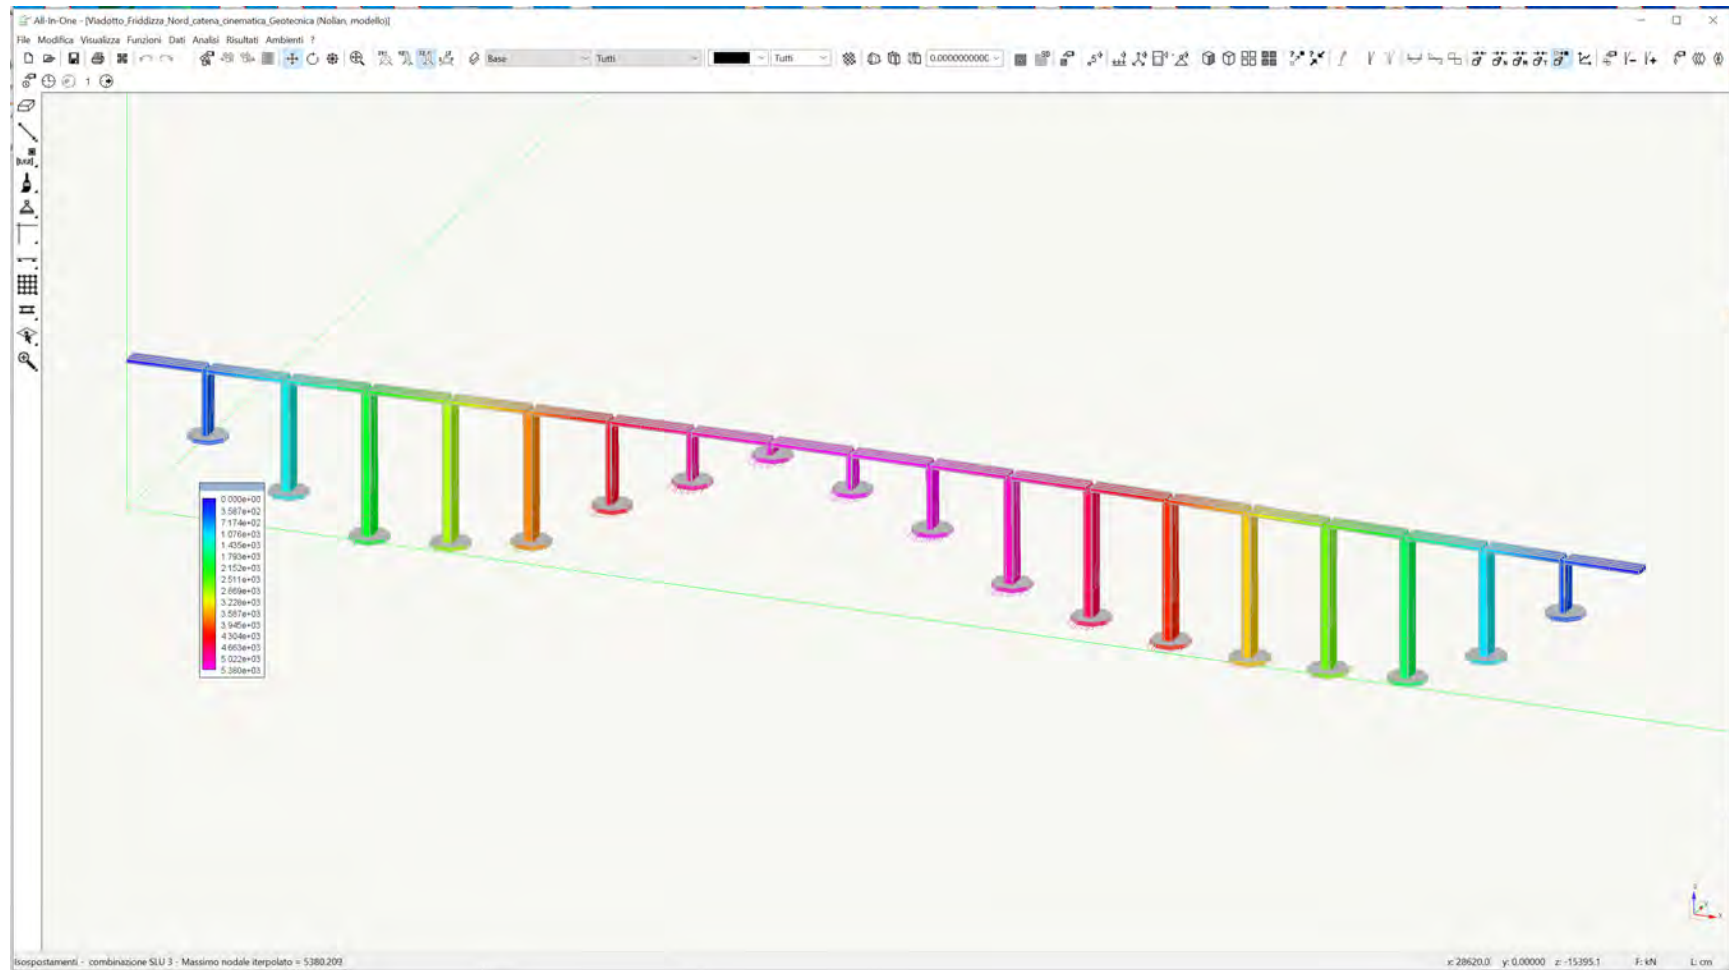 All-In-One - [Viadotto_Friddizza_Nord_catena_cinematica_Geotecnica (Nolian, modello)]
File Modifica Visualizza Funzioni Dati Analisi Risultati Ambienti ?
Base Tutti Tutti 0.000000000C
1
0.000e+00
3.587e+02
7.174e+02
1.076e+03
1.435e+03
1.793e+03
2.152e+03
2.511e+03
2.869e+03
3.228e+03
3.587e+03
3.945e+03
4.304e+03
4.663e+03
5.022e+03
5.380e+03
Isospostamenti - combinazione SLU 3 - Massimo nodale iterpolato = 5380.209 x: 28620.0 y: 0.00000 z: -15395.1 F: kN L: cm